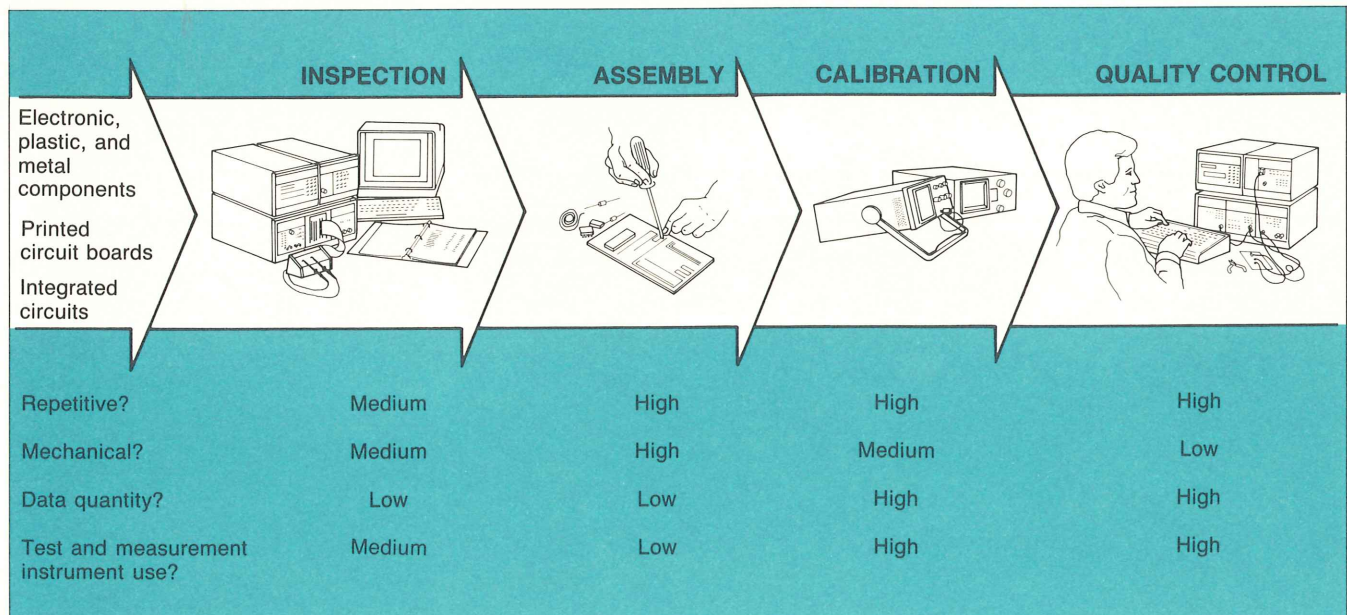 INSPECTION ASSEMBLY CALIBRATION QUALITY CONTROL
Electronic,
plastic, and
metal
components
Printed
circuit boards
Integrated
circuits
Repetitive? Medium High High High
Mechanical? Medium High Medium Low
Data quantity? Low Low High High
Test and measurement Medium Low High High
instrument use?